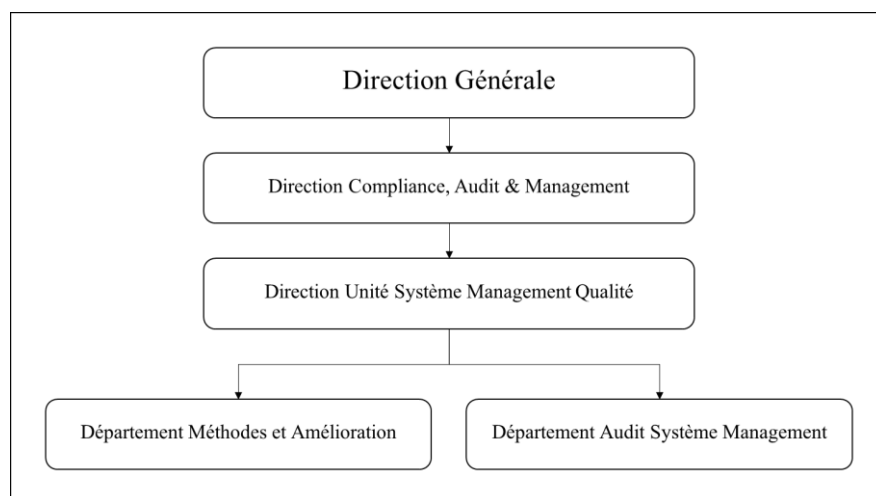 Direction Générale
Direction Compliance, Audit & Management
Direction Unité Système Management Qualité
Département Méthodes et Amélioration
Département Audit Système Management